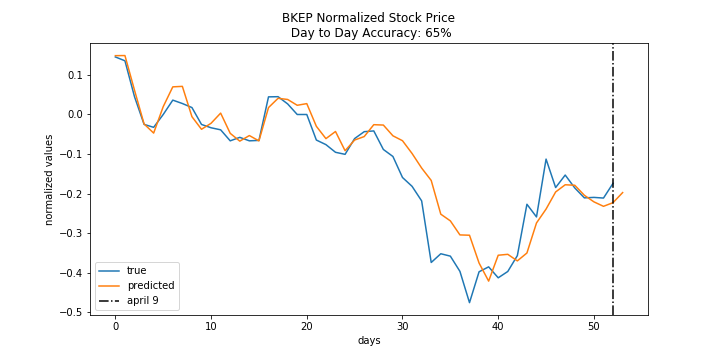 BKEP Normalized Stock Price
Day to Day Accuracy: 65%
normalized values
0.1
0.0
−0.1
−0.2
−0.3
−0.4
−0.5
true
predicted
april 9
0 10 20 30 40 50
days